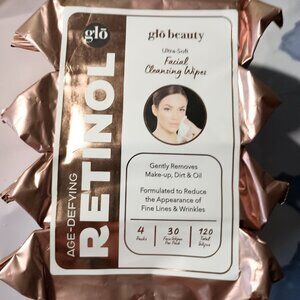 glō
AGE-DEFYING
RETINOL
glō beauty
Ultra-Soft
Facial
Cleansing Wipes
Gently Removes
Make-up, Dirt & Oil
Formulated to Reduce
the Appearance of
Fine Lines & Wrinkles
4
Packs
30
Face Wipes
Per Pack
120
Total
Wipes